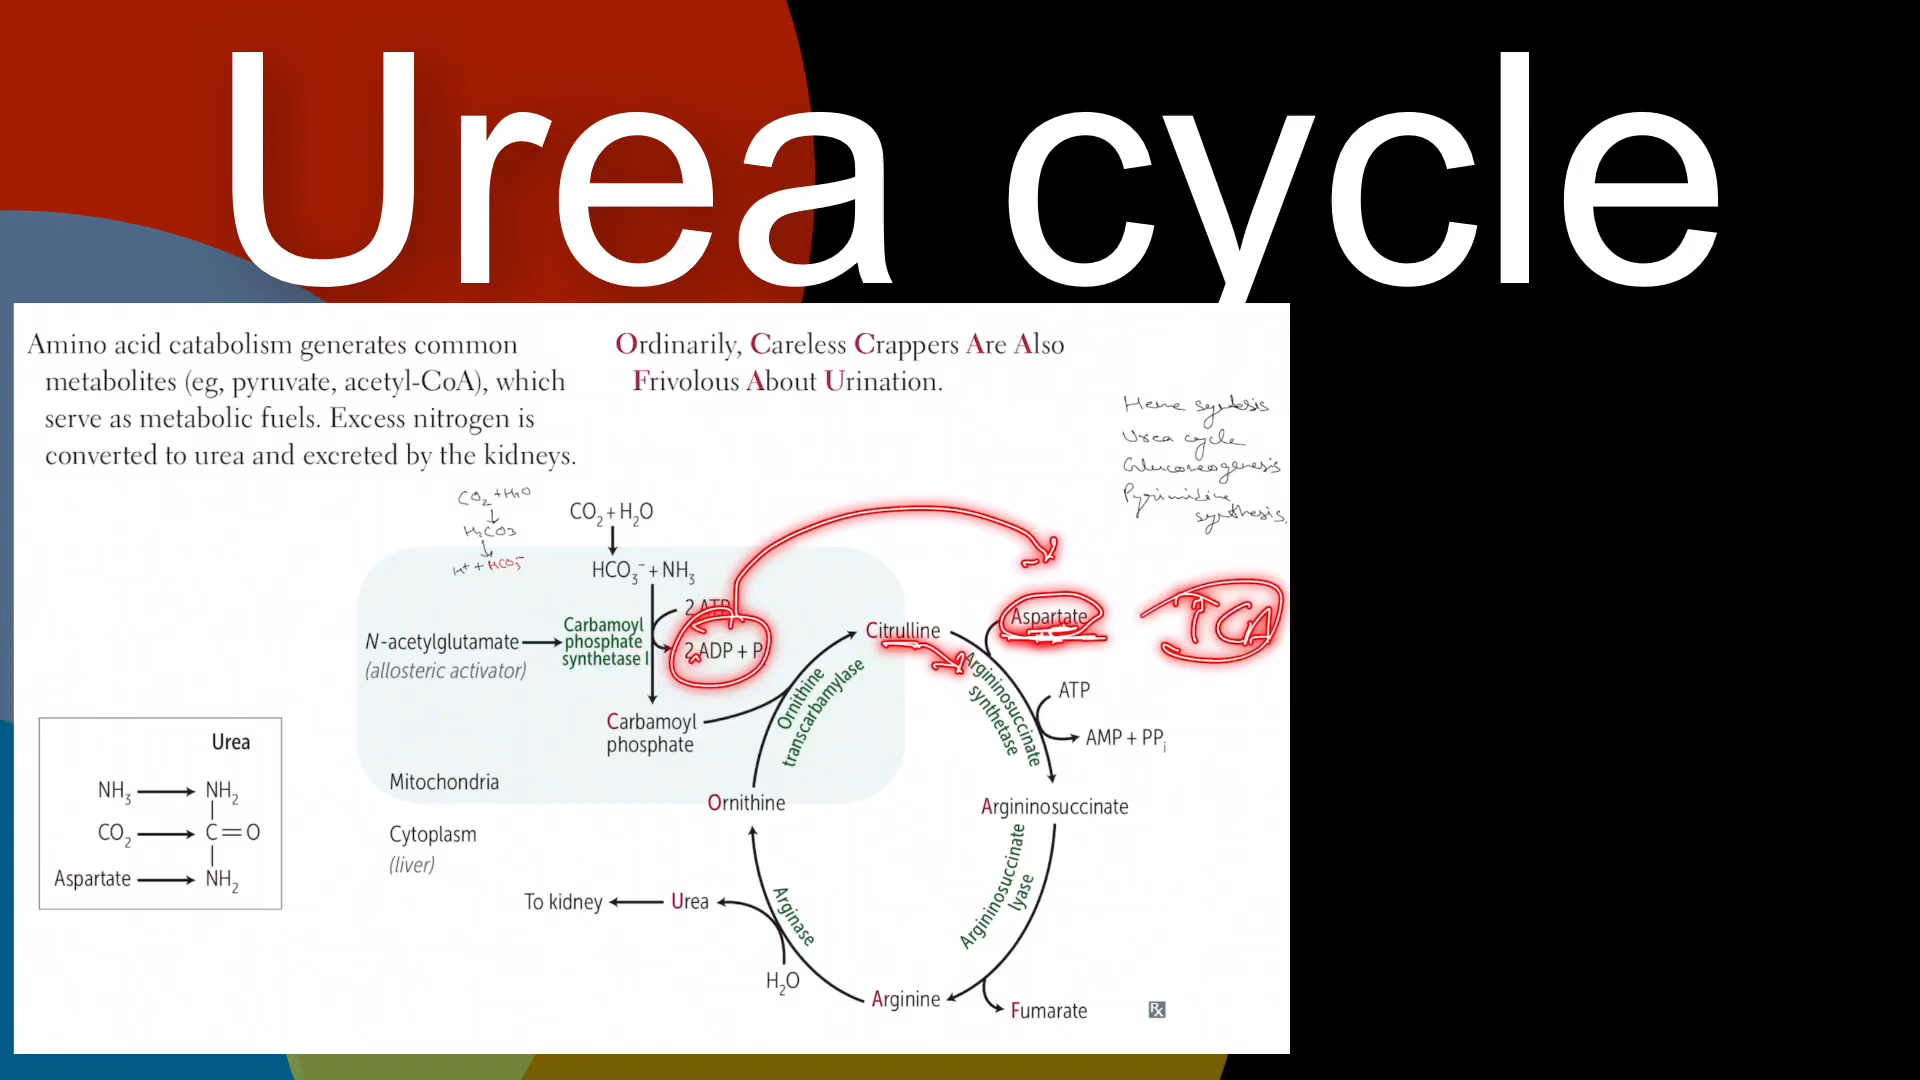 Urea cycle
Amino acid catabolism generates common
metabolites (eg, pyruvate, acetyl-CoA), which
serve as metabolic fuels. Excess nitrogen is
converted to urea and excreted by the kidneys.
Ordinarily, Careless Crappers Are Also
Frivolous About Urination.
Heme syntesis
Urea cycle
Gluconeogenesis
Pyrimidine
synthesis.
CO2 + H2O
H2CO3
H+ + HCO3-
CO2 + H2O
HCO3- + NH3
2 ATP
2 ADP + P
N-acetylglutamate
(allosteric activator)
Carbamoyl
phosphate
synthetase I
Carbamoyl
phosphate
Mitochondria
Cytoplasm
(liver)
Ornithine
transcarbamylase
Citrulline
Aspartate
TCA
Argininosuccinate
synthetase
ATP
AMP + PPi
Ornithine
Argininosuccinate
Argininosuccinate
lyase
Fumarate
Arginine
Arginase
H2O
Urea
To kidney
Rx
Urea
NH3
NH2
CO2
C=O
Aspartate
NH2